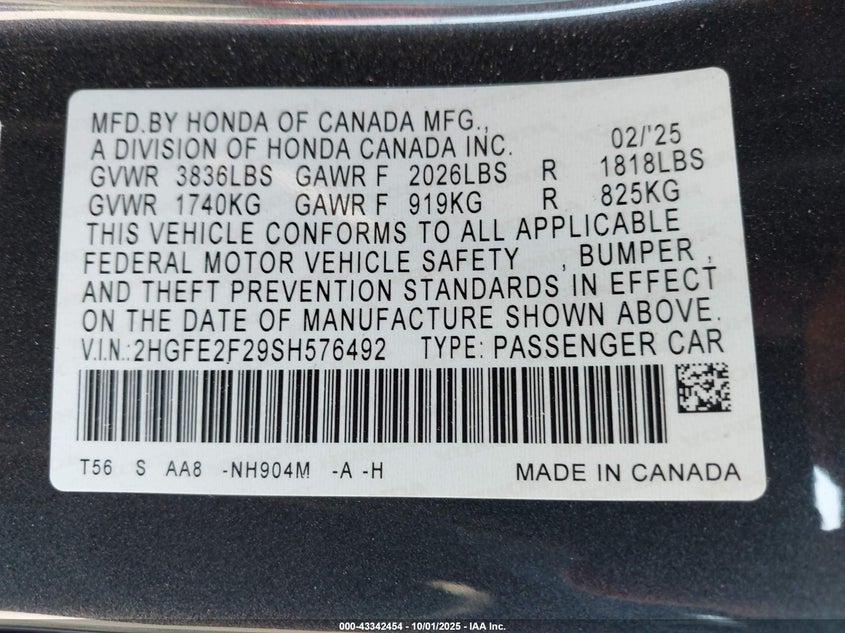 MFD.BY HONDA OF CANADA MFG.,
A DIVISION OF HONDA CANADA INC. 02/'25
GVWR 3836LBS GAWR F 2026LBS R 1818LBS
GVWR 1740KG GAWR F 919KG R 825KG
THIS VEHICLE CONFORMS TO ALL APPLICABLE
FEDERAL MOTOR VEHICLE SAFETY , BUMPER ,
AND THEFT PREVENTION STANDARDS IN EFFECT
ON THE DATE OF MANUFACTURE SHOWN ABOVE.
V.I.N.:2HGFE2F29SH576492 TYPE: PASSENGER CAR
T56 S AA8 -NH904M -A -H MADE IN CANADA
000-43342454 - 10/01/2025 - IAA Inc.